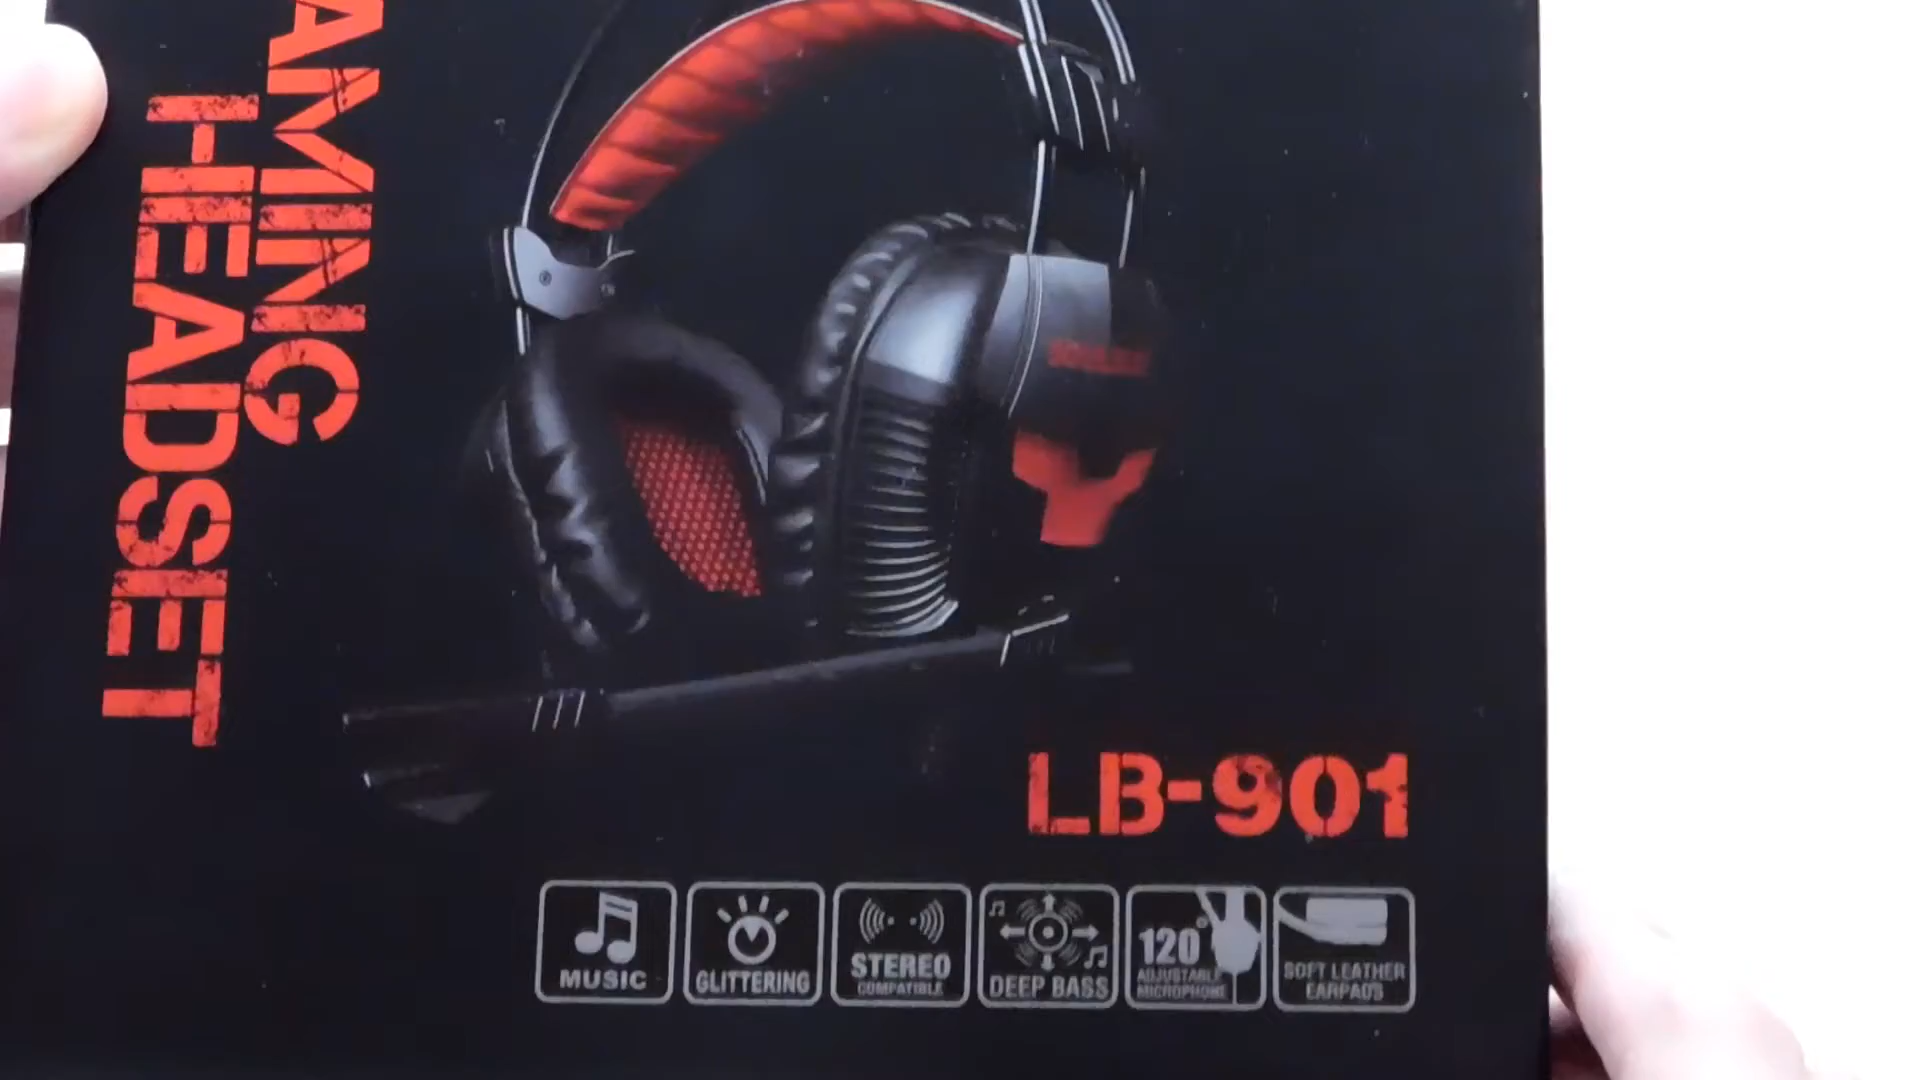 AMING
HEADSET
LB-901
MUSIC
GLITTERING
STEREO
COMPATIBLE
DEEP BASS
120°
ADJUSTABLE
MICROPHONE
SOFT LEATHER
EARPADS